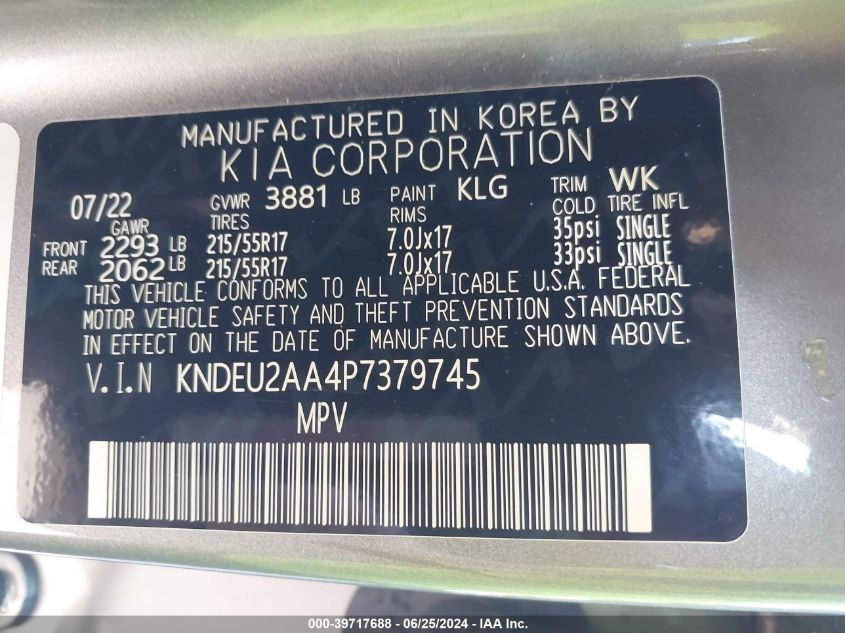 MANUFACTURED IN KOREA BY
KIA CORPORATION
07/22 GVWR 3881 LB PAINT KLG TRIM WK
GAWR TIRES RIMS COLD TIRE INFL
FRONT 2293 LB 215/55R17 7.0Jx17 35psi SINGLE
REAR 2062 LB 215/55R17 7.0Jx17 33psi SINGLE
THIS VEHICLE CONFORMS TO ALL APPLICABLE U.S.A. FEDERAL
MOTOR VEHICLE SAFETY AND THEFT PREVENTION STANDARDS
IN EFFECT ON THE DATE OF MANUFACTURE SHOWN ABOVE.
V.I.N KNDEU2AA4P7379745
MPV
000-39717688 - 06/25/2024 - IAA Inc.